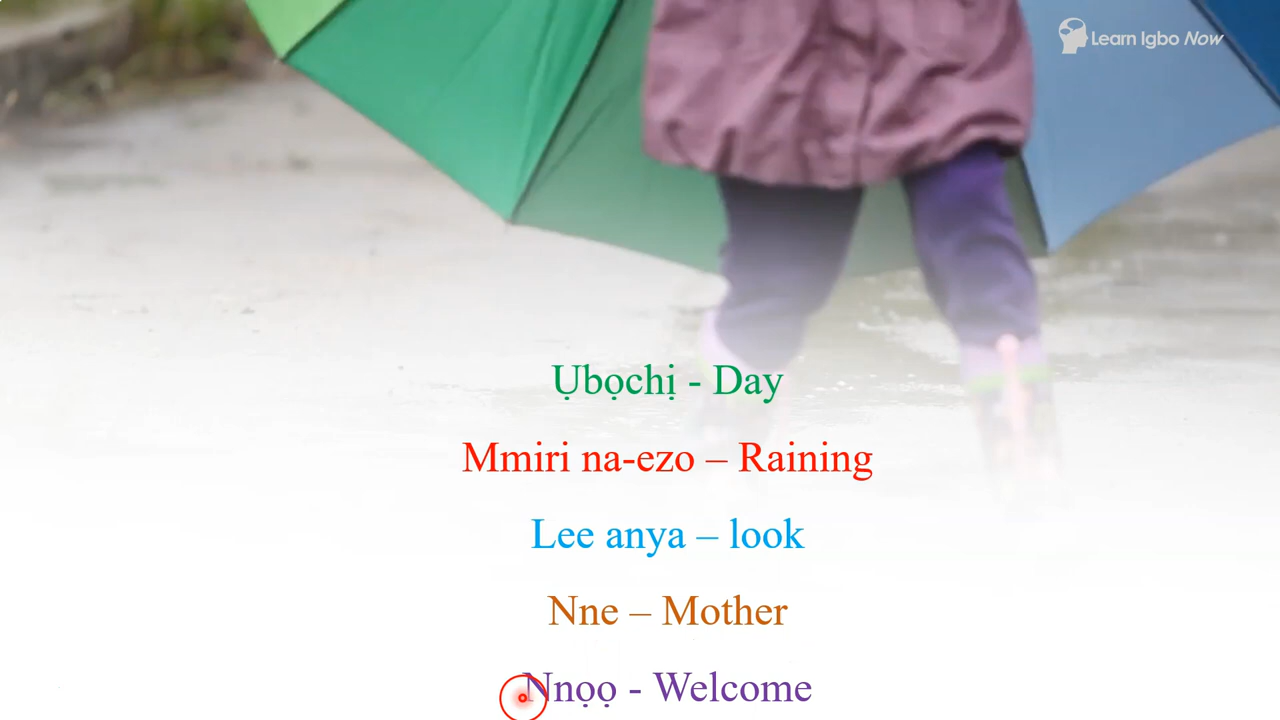 Learn Igbo Now
Ụbọchị - Day
Mmiri na-ezo – Raining
Lee anya – look
Nne – Mother
Nnọọ - Welcome